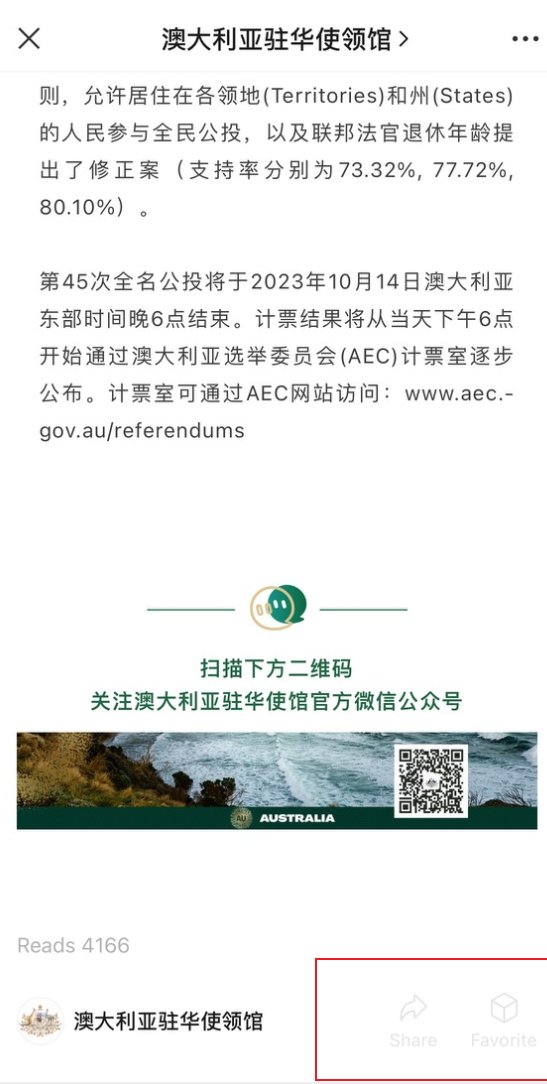 澳大利亚驻华使领馆
则，允许居住在各领地(Territories)和州(States)
的人民参与全民公投，以及联邦法官退休年龄提
出了修正案（支持率分别为73.32%, 77.72%,
80.10%）。
第45次全名公投将于2023年10月14日澳大利亚
东部时间晚6点结束。计票结果将从当天下午6点
开始通过澳大利亚选举委员会(AEC)计票室逐步
公布。计票室可通过AEC网站访问：www.aec.-
gov.au/referendums
扫描下方二维码
关注澳大利亚驻华使馆官方微信公众号
AU AUSTRALIA
Reads 4166
澳大利亚驻华使领馆
Share
Favorite